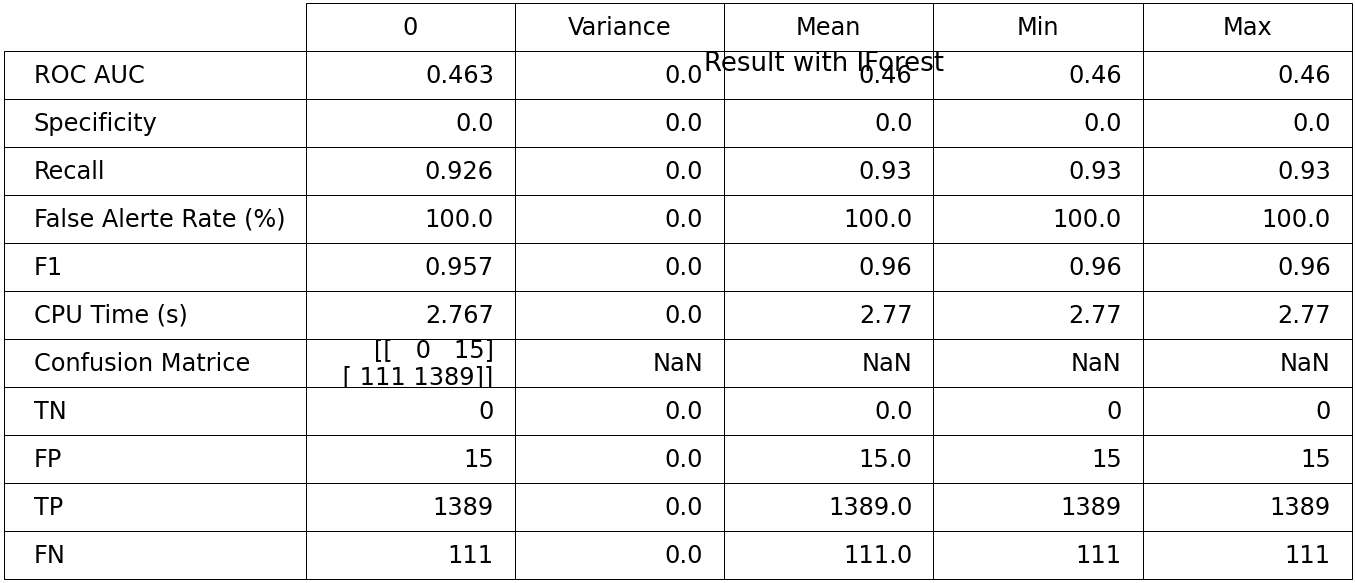 0 Variance Mean Min Max
Result with IForest
ROC AUC 0.463 0.0 0.46 0.46 0.46
Specificity 0.0 0.0 0.0 0.0 0.0
Recall 0.926 0.0 0.93 0.93 0.93
False Alerte Rate (%) 100.0 0.0 100.0 100.0 100.0
F1 0.957 0.0 0.96 0.96 0.96
CPU Time (s) 2.767 0.0 2.77 2.77 2.77
Confusion Matrice [[ 0 15] NaN NaN NaN NaN
[ 111 1389]]
TN 0 0.0 0.0 0 0
FP 15 0.0 15.0 15 15
TP 1389 0.0 1389.0 1389 1389
FN 111 0.0 111.0 111 111